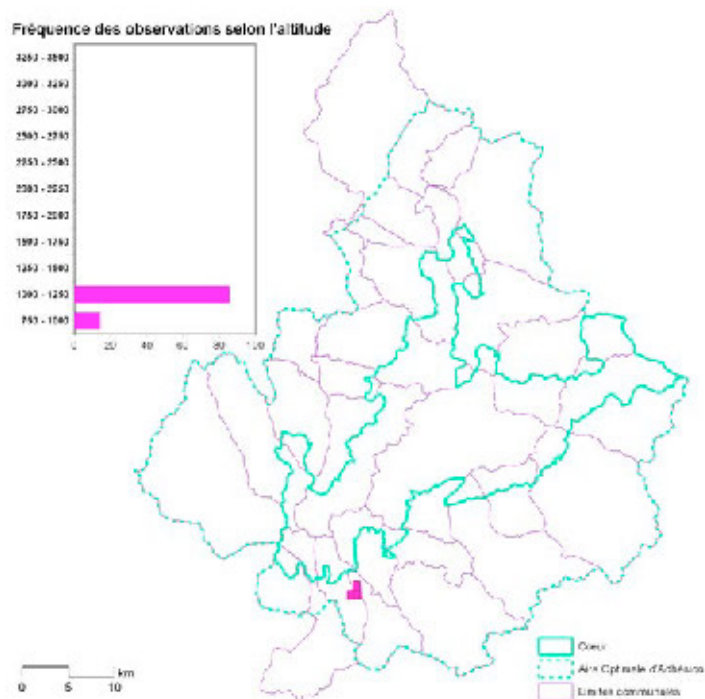 Fréquence des observations selon l'altitude
3250 - 3500
3000 - 3250
2750 - 3000
2500 - 2750
2250 - 2500
2000 - 2250
1750 - 2000
1500 - 1750
1250 - 1500
1000 - 1250
750 - 1000
0 20 40 60 80 100
Coeur
Aire Optimale d'Adhésion
Limites communales
0 5 10 km